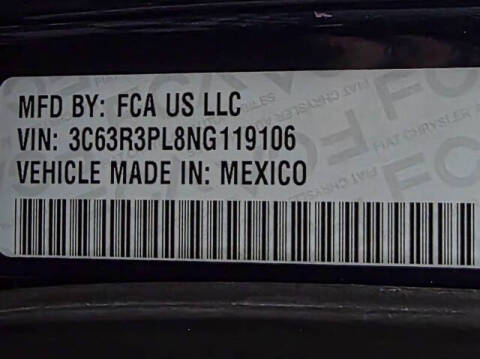 MFD BY: FCA US LLC
VIN: 3C63R3PL8NG119106
VEHICLE MADE IN: MEXICO